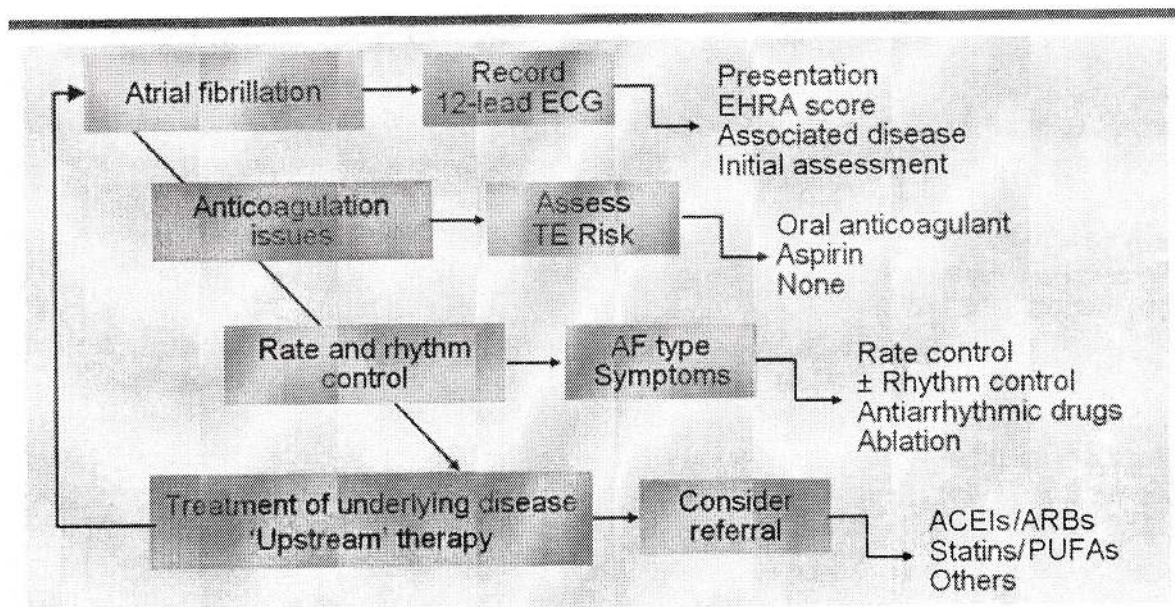 Atrial fibrillation
Record
12-lead ECG
Presentation
EHRA score
Associated disease
Initial assessment
Anticoagulation
issues
Assess
TE Risk
Oral anticoagulant
Aspirin
None
Rate and rhythm
control
AF type
Symptoms
Rate control
± Rhythm control
Antiarrhythmic drugs
Ablation
Treatment of underlying disease
'Upstream' therapy
Consider
referral
ACEIs/ARBs
Statins/PUFAs
Others